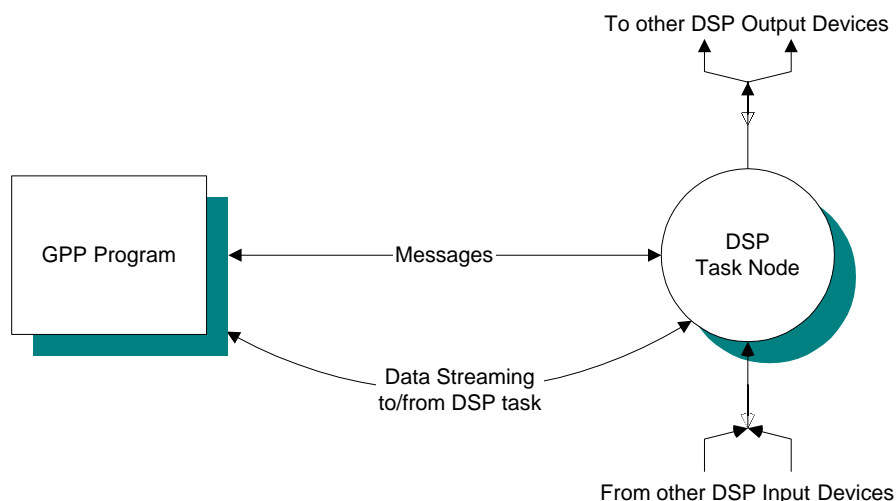 To other DSP Output Devices
GPP Program
Messages
DSP
Task Node
Data Streaming
to/from DSP task
From other DSP Input Devices